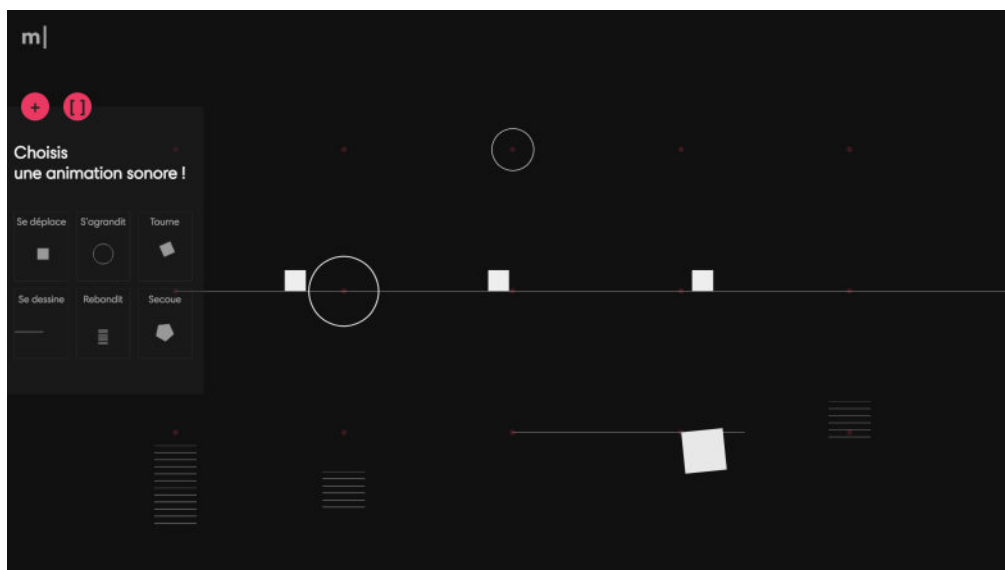 m|
+ []
Choisis
une animation sonore !
Se déplace S'agrandit Tourne
Se dessine Rebondit Secoue